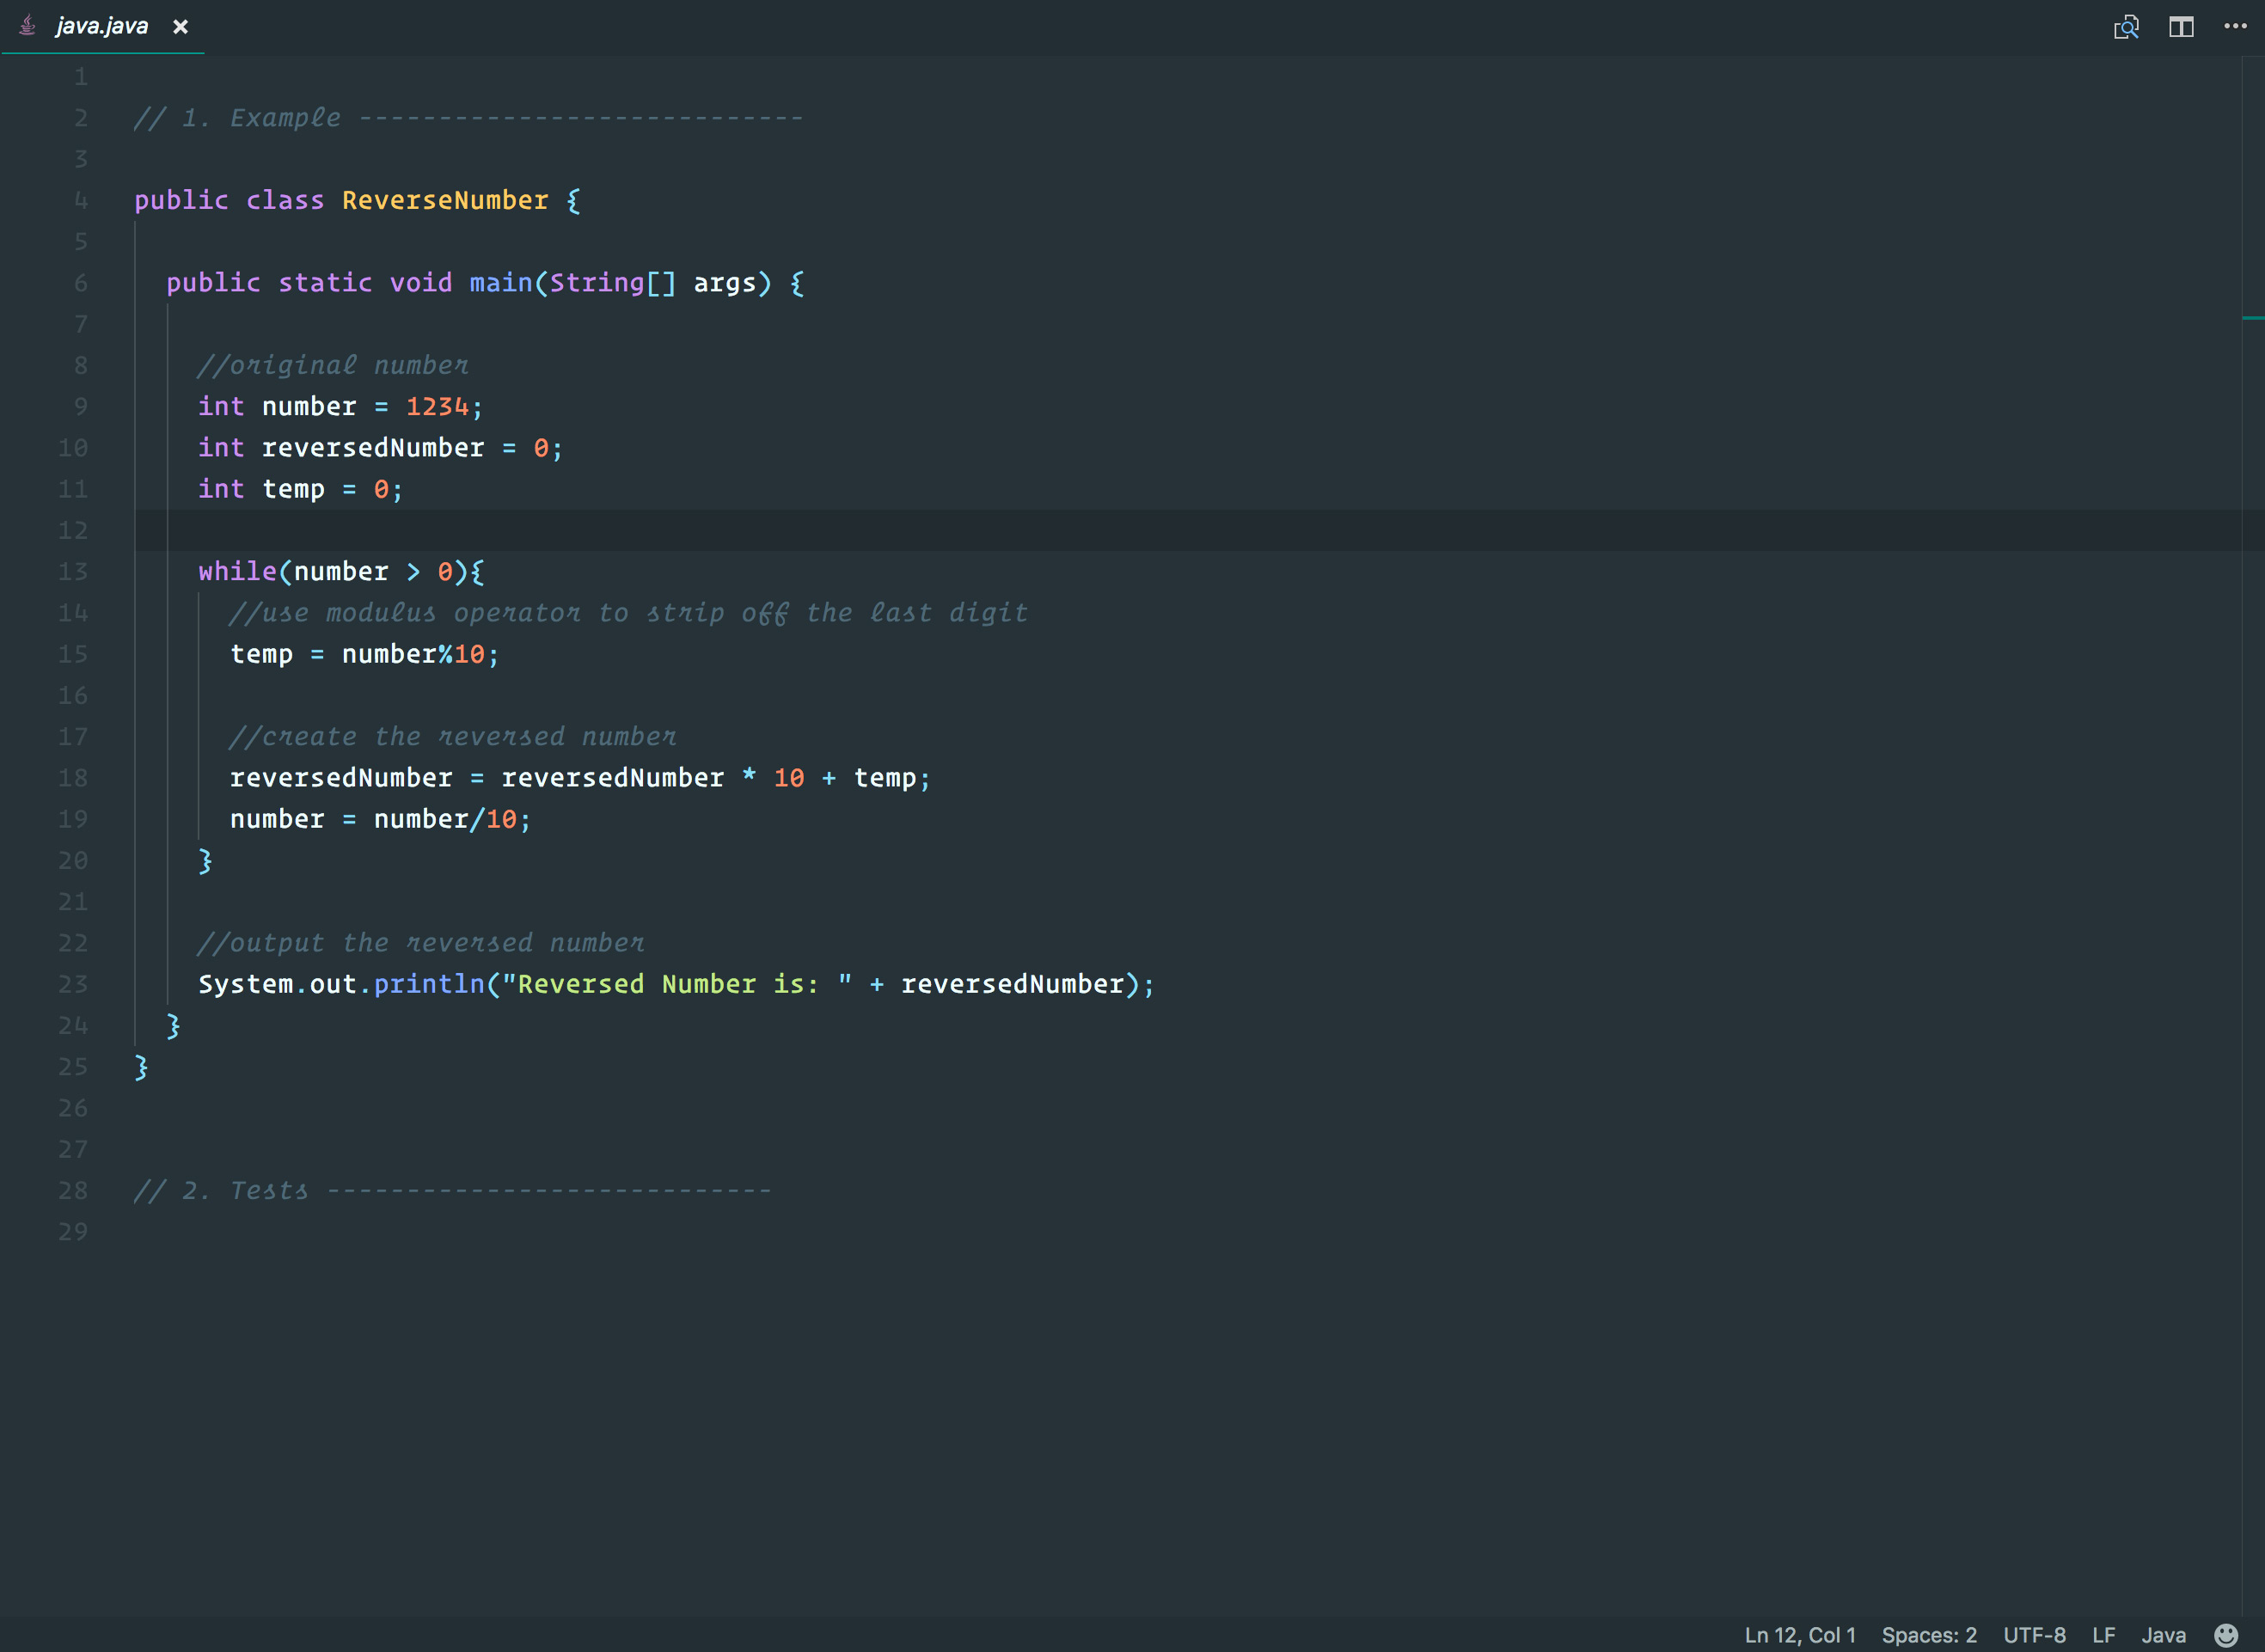 java.java
1
2 // 1. Example ----------------------------
3
4 public class ReverseNumber {
5
6 public static void main(String[] args) {
7
8 //original number
9 int number = 1234;
10 int reversedNumber = 0;
11 int temp = 0;
12
13 while(number > 0){
14 //use modulus operator to strip off the last digit
15 temp = number%10;
16
17 //create the reversed number
18 reversedNumber = reversedNumber * 10 + temp;
19 number = number/10;
20 }
21
22 //output the reversed number
23 System.out.println("Reversed Number is: " + reversedNumber);
24 }
25 }
26
27
28 // 2. Tests ----------------------------
29
Ln 12, Col 1 Spaces: 2 UTF-8 LF Java